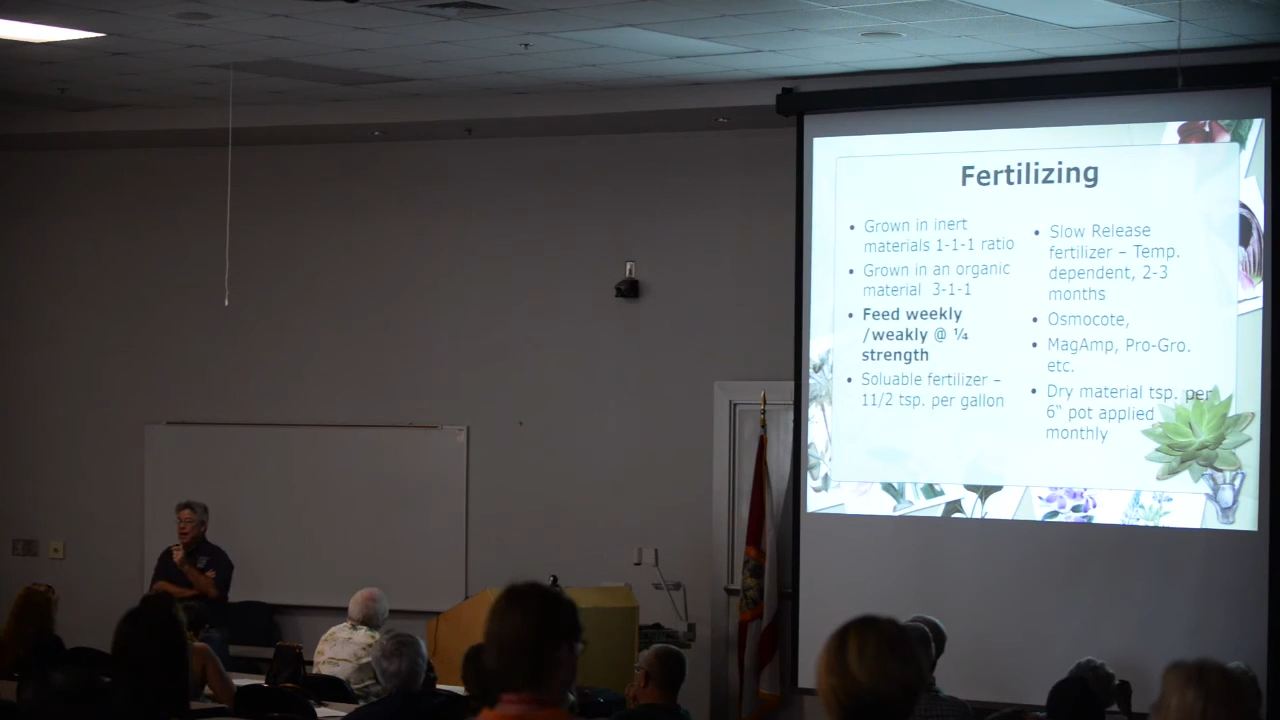 Fertilizing
• Grown in inert
materials 1-1-1 ratio
• Grown in an organic
material 3-1-1
• Feed weekly
/weakly @ ¼
strength
• Soluable fertilizer –
11/2 tsp. per gallon
• Slow Release
fertilizer – Temp.
dependent, 2-3
months
• Osmocote,
• MagAmp, Pro-Gro.
etc.
• Dry material tsp. per
6" pot applied
monthly